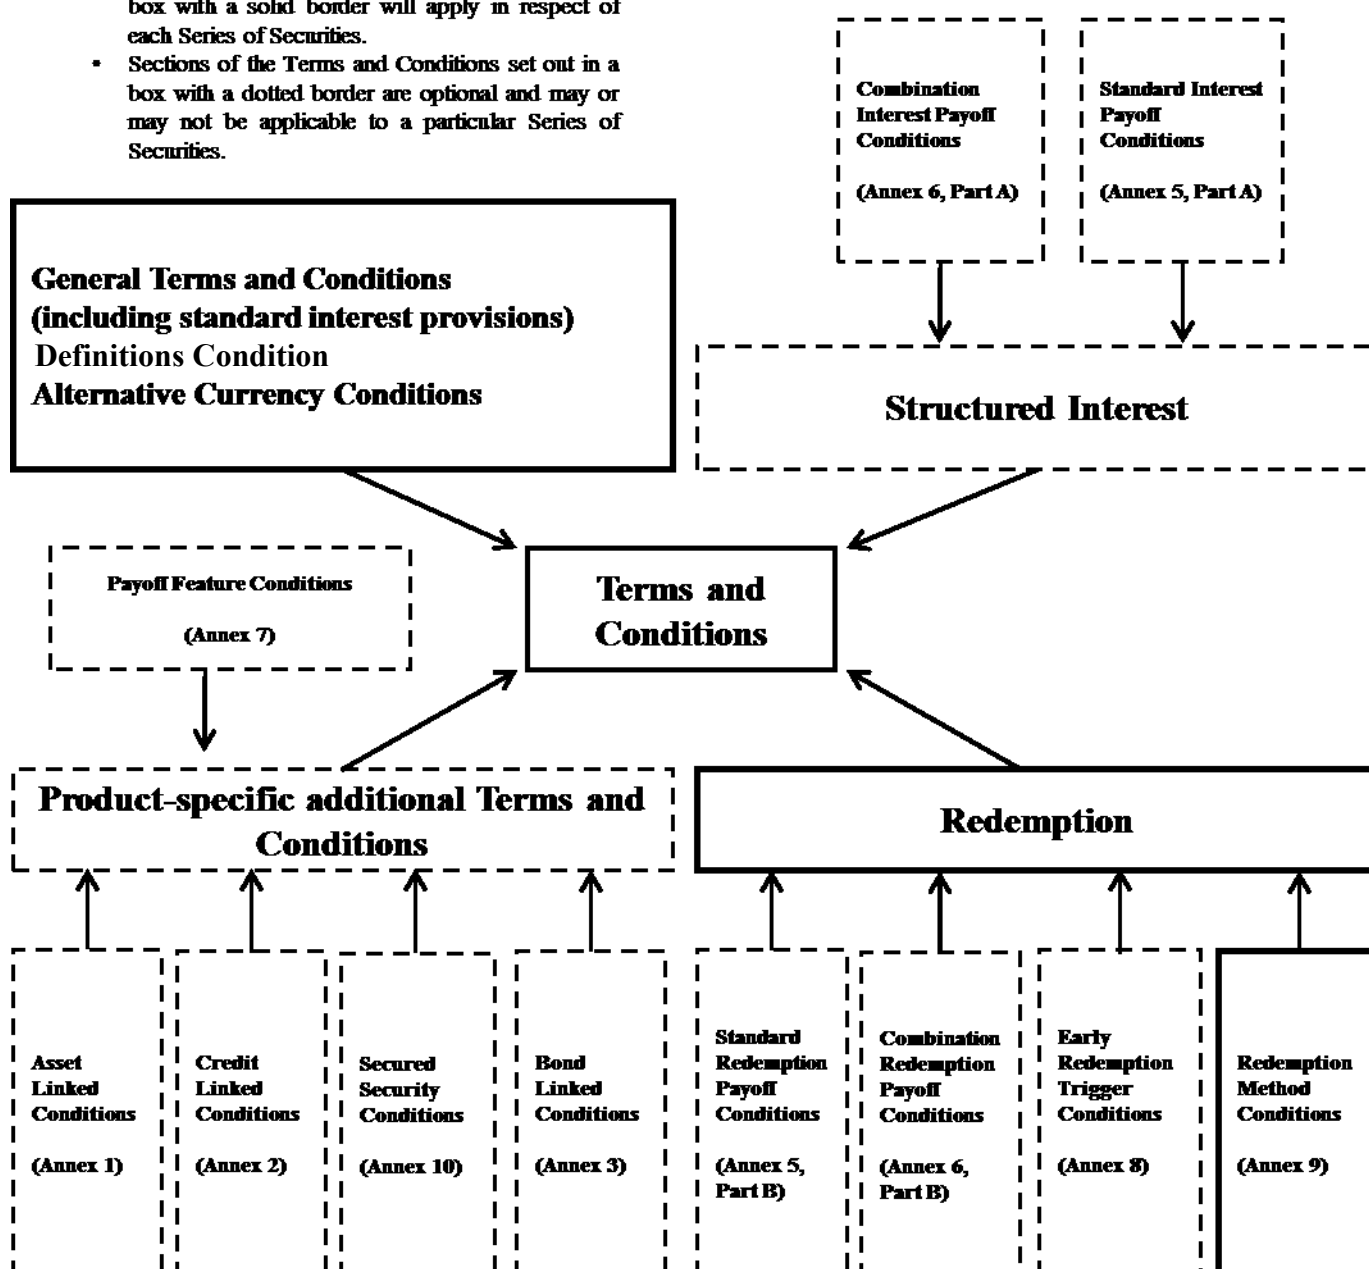 box with a solid border will apply in respect of
each Series of Securities.
• Sections of the Terms and Conditions set out in a
box with a dotted border are optional and may or
may not be applicable to a particular Series of
Securities.
Combination
Interest Payoff
Conditions
(Annex 6, Part A)
Standard Interest
Payoff
Conditions
(Annex 5, Part A)
General Terms and Conditions
(including standard interest provisions)
Definitions Condition
Alternative Currency Conditions
Structured Interest
Payoff Feature Conditions
(Annex 7)
Terms and
Conditions
Product-specific additional Terms and
Conditions
Redemption
Asset
Linked
Conditions
(Annex 1)
Credit
Linked
Conditions
(Annex 2)
Secured
Security
Conditions
(Annex 10)
Bond
Linked
Conditions
(Annex 3)
Standard
Redemption
Payoff
Conditions
(Annex 5,
Part B)
Combination
Redemption
Payoff
Conditions
(Annex 6,
Part B)
Early
Redemption
Trigger
Conditions
(Annex 8)
Redemption
Method
Conditions
(Annex 9)